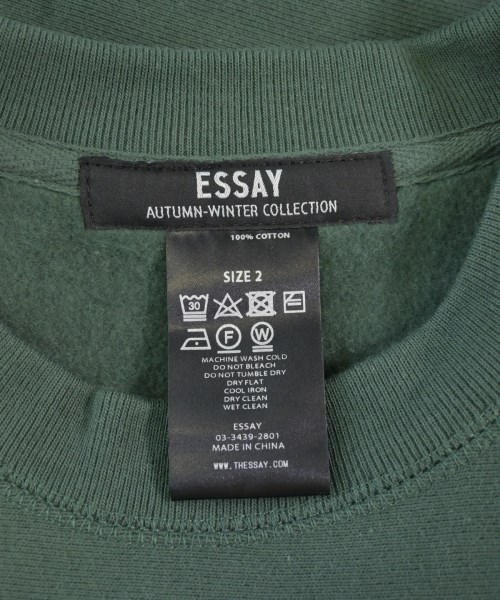 ESSAY
AUTUMN-WINTER COLLECTION
100% COTTON
SIZE 2
30
F W
MACHINE WASH COLD
DO NOT BLEACH
DO NOT TUMBLE DRY
DRY FLAT
COOL IRON
DRY CLEAN
WET CLEAN
ESSAY
03-3439-2801
MADE IN CHINA
WWW.THESSAY.COM